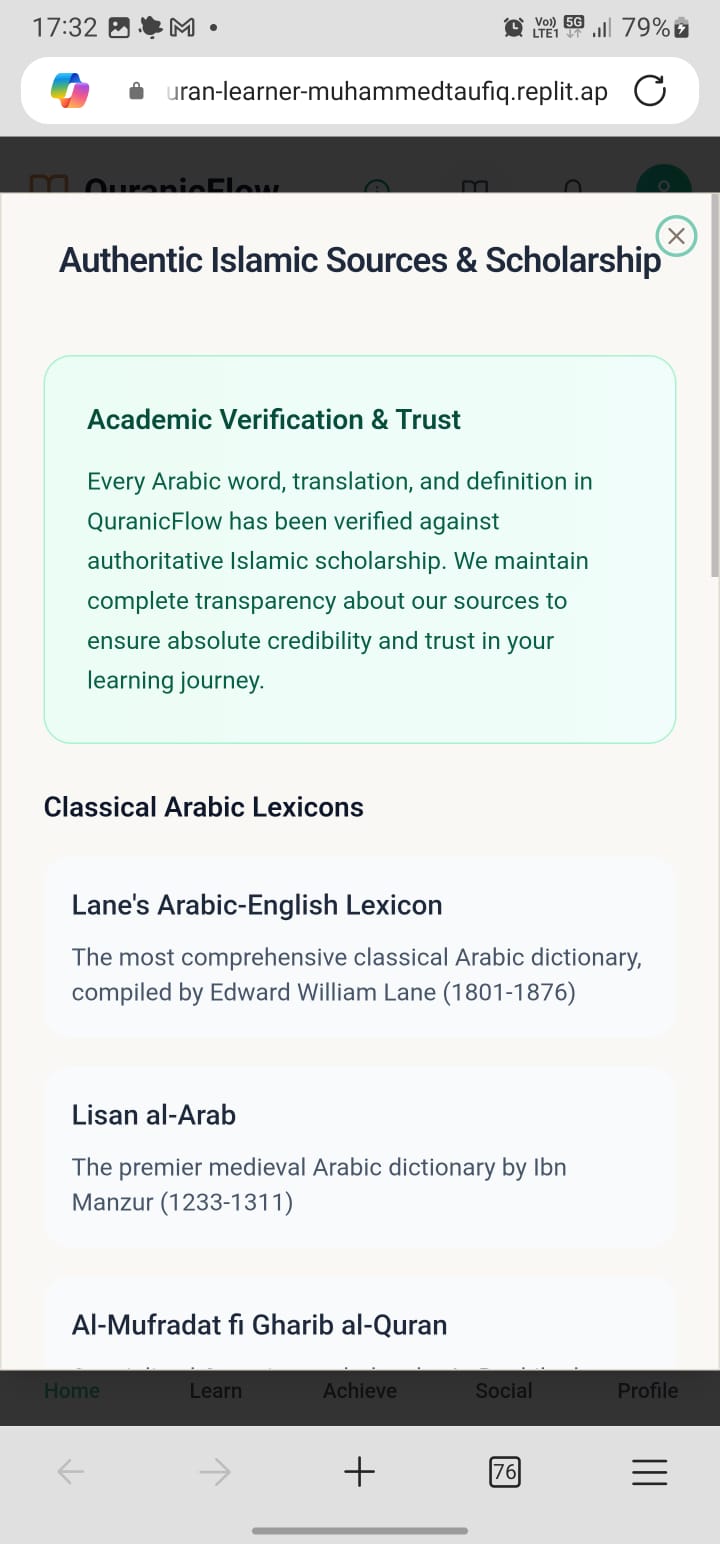 17:32
Vo)) LTE1 5G 79%
uran-learner-muhammedtaufiq.replit.ap
QuranicFlow
Authentic Islamic Sources & Scholarship
Academic Verification & Trust
Every Arabic word, translation, and definition in
QuranicFlow has been verified against
authoritative Islamic scholarship. We maintain
complete transparency about our sources to
ensure absolute credibility and trust in your
learning journey.
Classical Arabic Lexicons
Lane's Arabic-English Lexicon
The most comprehensive classical Arabic dictionary,
compiled by Edward William Lane (1801-1876)
Lisan al-Arab
The premier medieval Arabic dictionary by Ibn
Manzur (1233-1311)
Al-Mufradat fi Gharib al-Quran
Home Learn Achieve Social Profile
76